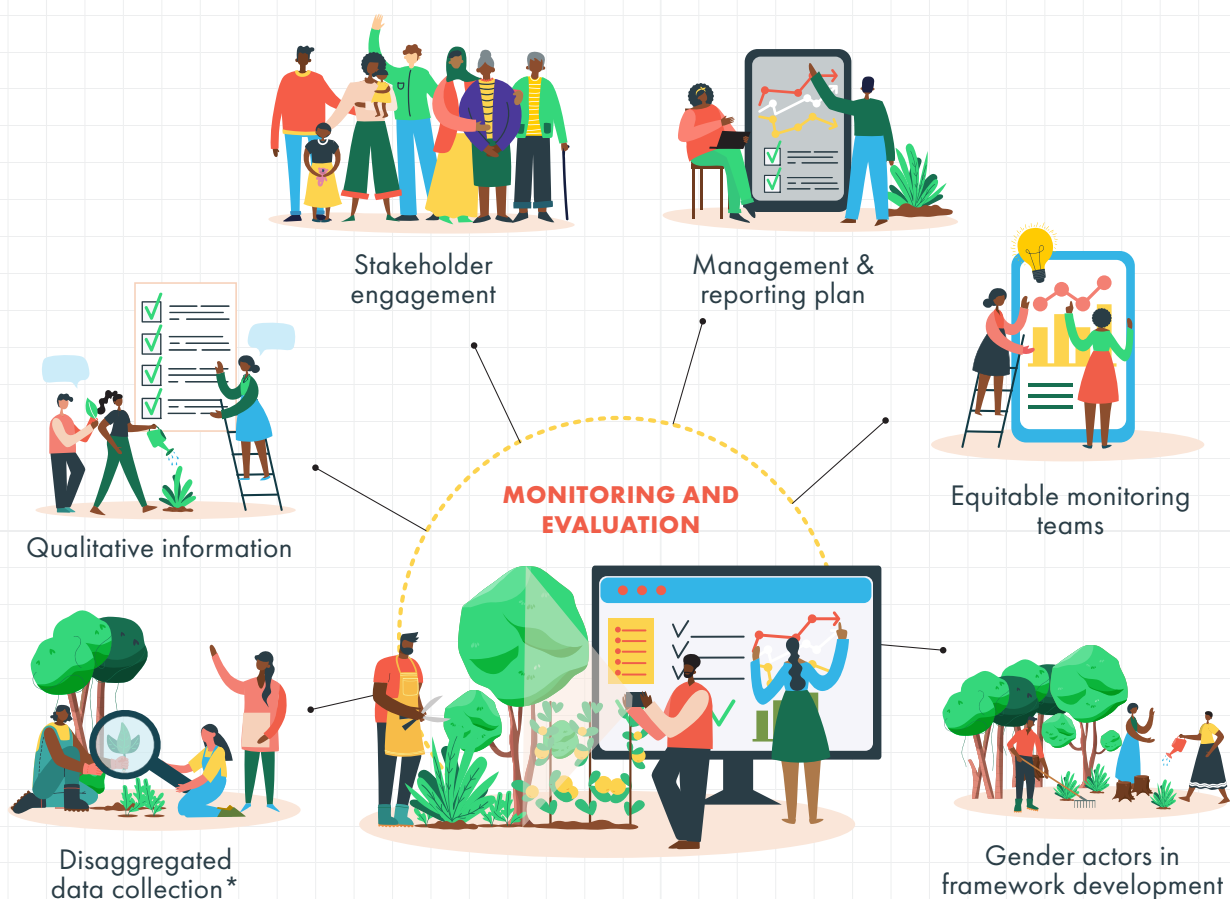 Stakeholder
engagement
Management &
reporting plan
Qualitative information
Equitable monitoring
teams
MONITORING AND
EVALUATION
Disaggregated
data collection*
Gender actors in
framework development